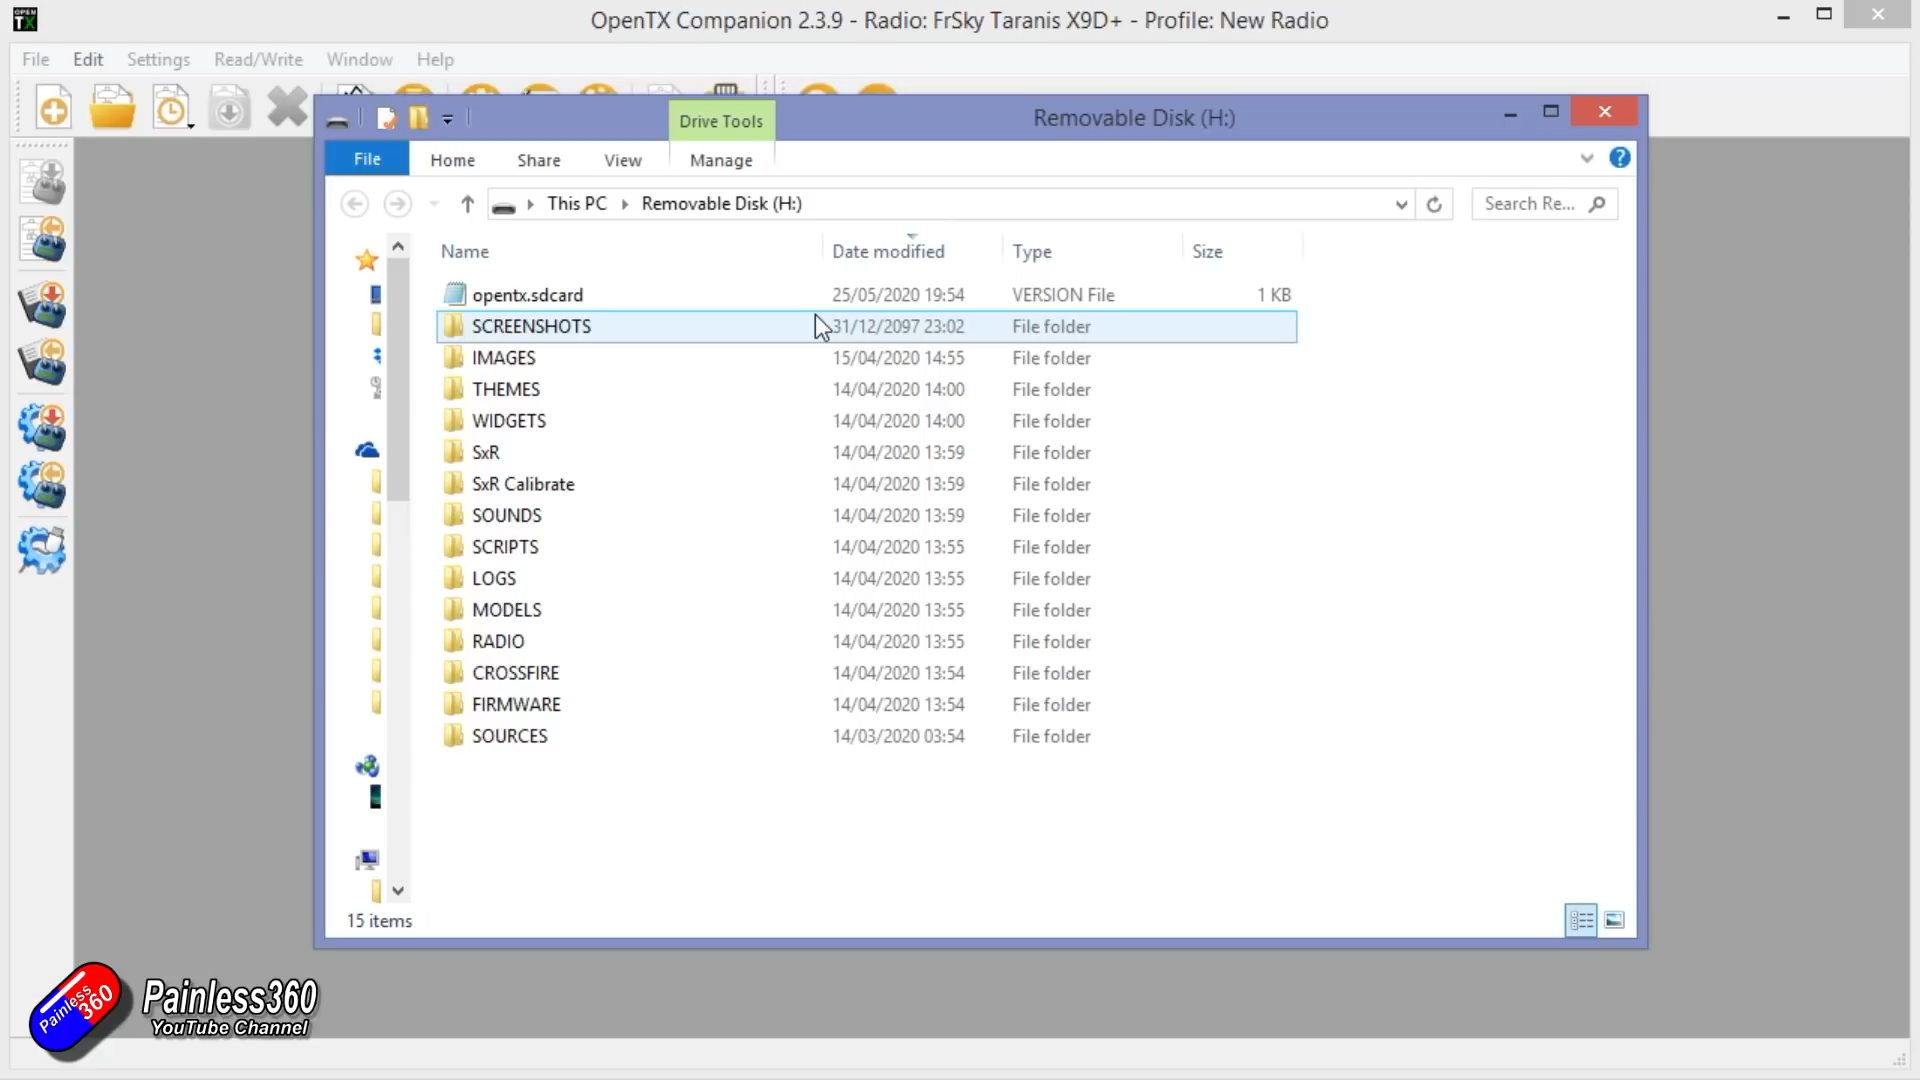 OPEN
TX
OpenTX Companion 2.3.9 - Radio: FrSky Taranis X9D+ - Profile: New Radio
File Edit Settings Read/Write Window Help
Drive Tools
Removable Disk (H:)
File Home Share View Manage
This PC Removable Disk (H:)
Search Re...
Name Date modified Type Size
opentx.sdcard 25/05/2020 19:54 VERSION File 1 KB
SCREENSHOTS 31/12/2097 23:02 File folder
IMAGES 15/04/2020 14:55 File folder
THEMES 14/04/2020 14:00 File folder
WIDGETS 14/04/2020 14:00 File folder
SxR 14/04/2020 13:59 File folder
SxR Calibrate 14/04/2020 13:59 File folder
SOUNDS 14/04/2020 13:59 File folder
SCRIPTS 14/04/2020 13:55 File folder
LOGS 14/04/2020 13:55 File folder
MODELS 14/04/2020 13:55 File folder
RADIO 14/04/2020 13:55 File folder
CROSSFIRE 14/04/2020 13:54 File folder
FIRMWARE 14/04/2020 13:54 File folder
SOURCES 14/03/2020 03:54 File folder
15 items
Painless 360
Painless360
YouTube Channel